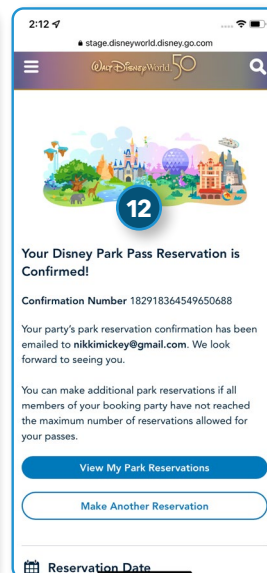 2:12
stage.disneyworld.disney.go.com
Walt Disney World. 50
12
Your Disney Park Pass Reservation is
Confirmed!
Confirmation Number 182918364549650688
Your party's park reservation confirmation has been
emailed to nikkimickey@gmail.com. We look
forward to seeing you.
You can make additional park reservations if all
members of your booking party have not reached
the maximum number of reservations allowed for
your passes.
View My Park Reservations
Make Another Reservation
Reservation Date